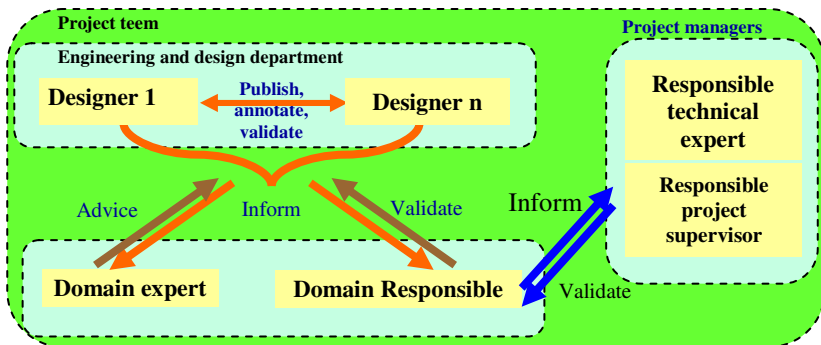 Project teem
Project managers
Engineering and design department
Designer 1
Publish,
annotate,
validate
Designer n
Responsible
technical
expert
Responsible
project
supervisor
Advice
Inform
Validate
Inform
Validate
Domain expert
Domain Responsible